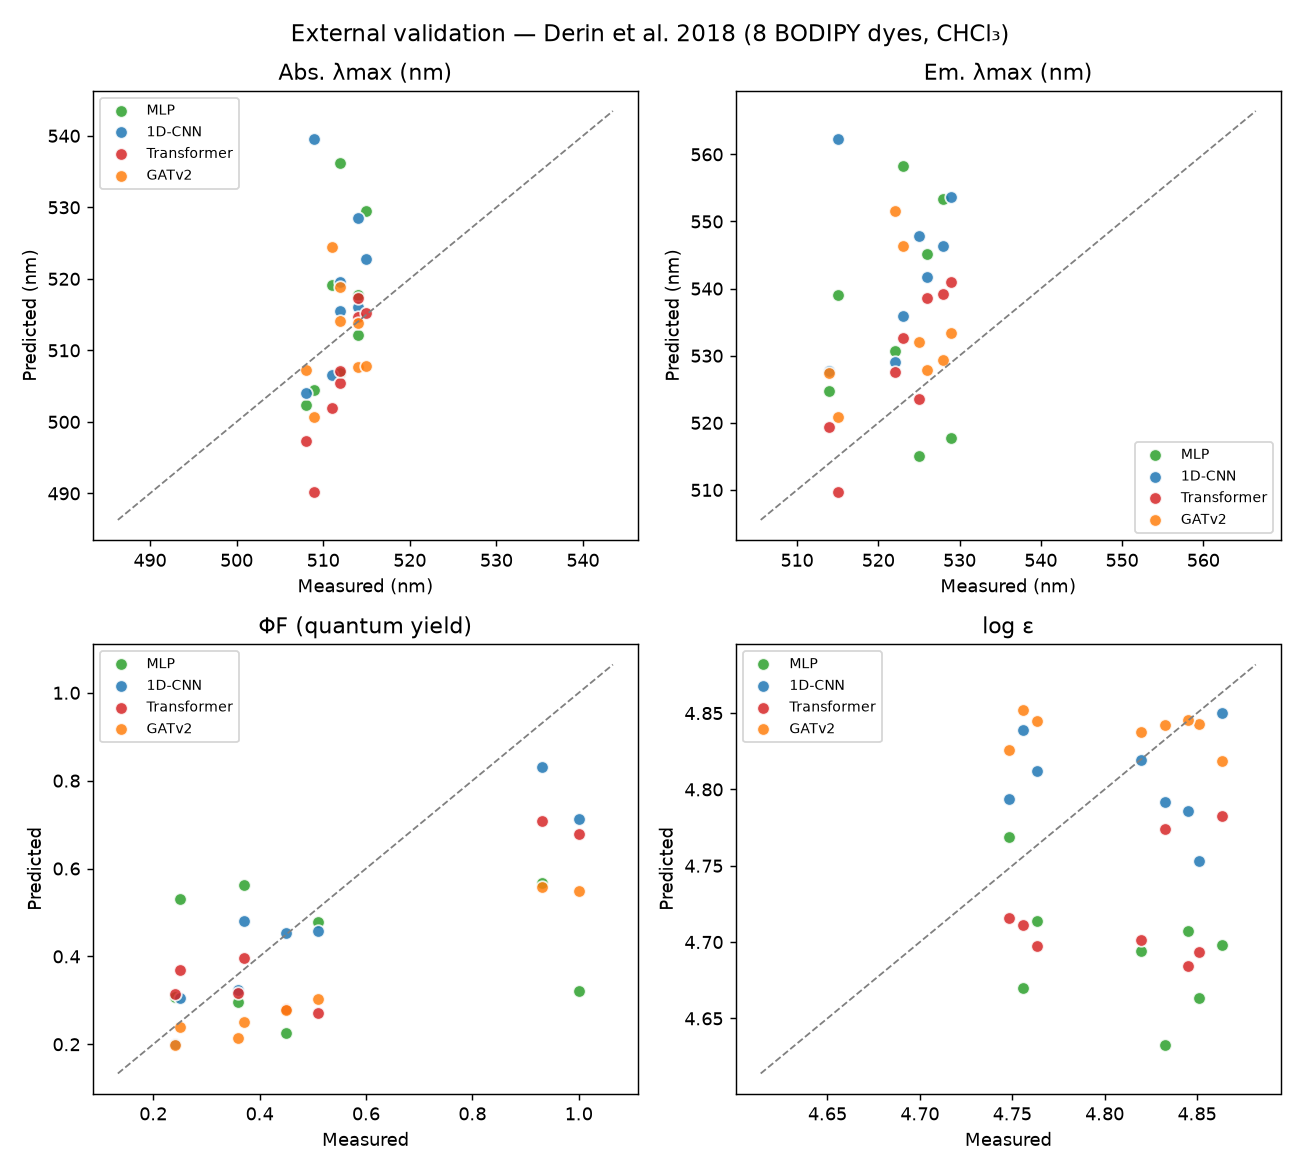 External validation — Derin et al. 2018 (8 BODIPY dyes, CHCl₃)
Abs. λmax (nm)
MLP
1D-CNN
Transformer
GATv2
540
530
520
510
500
490
Predicted (nm)
490 500 510 520 530 540
Measured (nm)
Em. λmax (nm)
560
550
540
530
520
510
Predicted (nm)
MLP
1D-CNN
Transformer
GATv2
510 520 530 540 550 560
Measured (nm)
ΦF (quantum yield)
MLP
1D-CNN
Transformer
GATv2
1.0
0.8
0.6
0.4
0.2
Predicted
0.2 0.4 0.6 0.8 1.0
Measured
log ε
MLP
1D-CNN
Transformer
GATv2
4.85
4.80
4.75
4.70
4.65
Predicted
4.65 4.70 4.75 4.80 4.85
Measured